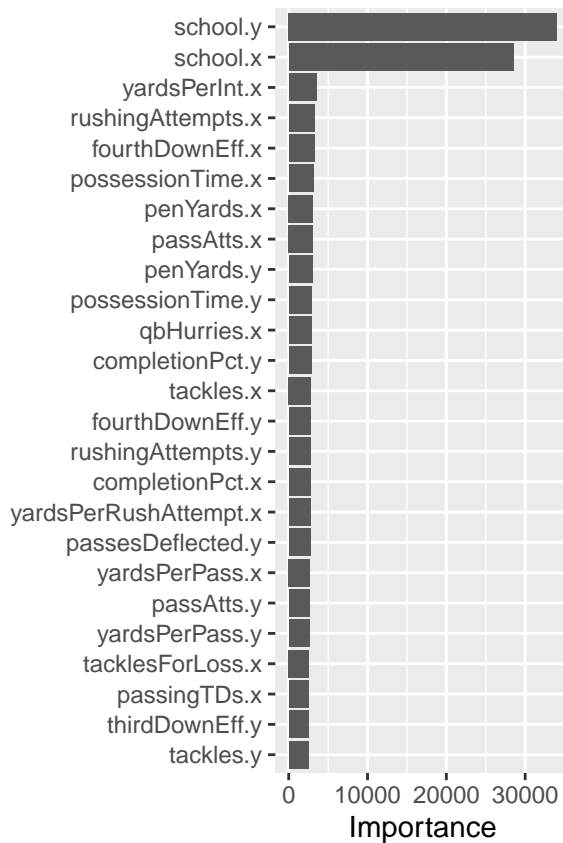 school.y
school.x
yardsPerInt.x
rushingAttempts.x
fourthDownEff.x
possessionTime.x
penYards.x
passAtts.x
penYards.y
possessionTime.y
qbHurries.x
completionPct.y
tackles.x
fourthDownEff.y
rushingAttempts.y
completionPct.x
yardsPerRushAttempt.x
passesDeflected.y
yardsPerPass.x
passAtts.y
yardsPerPass.y
tacklesForLoss.x
passingTDs.x
thirdDownEff.y
tackles.y
0 10000 20000 30000
Importance